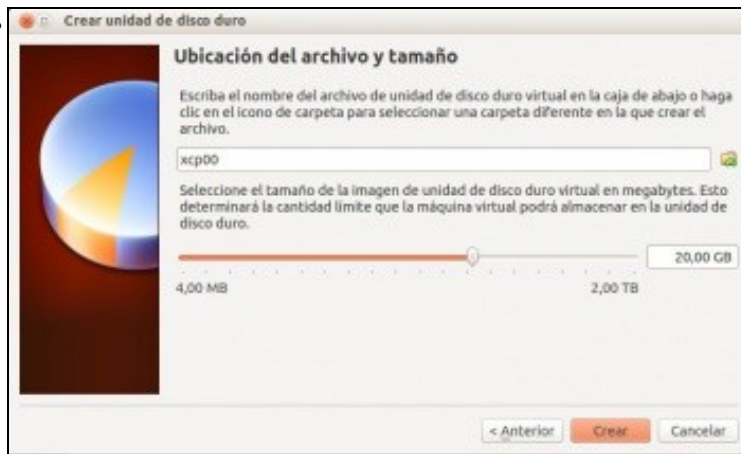 Crear unidad de disco duro
Ubicación del archivo y tamaño
Escriba el nombre del archivo de unidad de disco duro virtual en la caja de abajo o haga
clic en el icono de carpeta para seleccionar una carpeta diferente en la que crear el
archivo.
xcp00
Seleccione el tamaño de la imagen de unidad de disco duro virtual en megabytes. Esto
determinará la cantidad límite que la máquina virtual podrá almacenar en la unidad de
disco duro.
20,00 GB
4,00 MB 2,00 TB
< Anterior Crear Cancelar